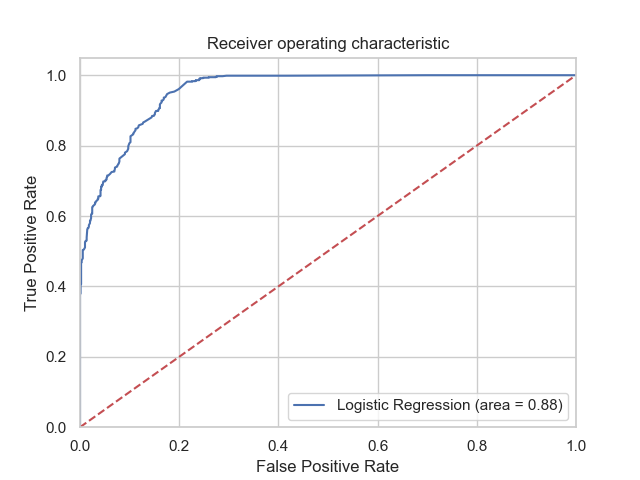 Receiver operating characteristic
1.0
0.8
0.6
0.4
0.2
0.0
True Positive Rate
Logistic Regression (area = 0.88)
0.0 0.2 0.4 0.6 0.8 1.0
False Positive Rate